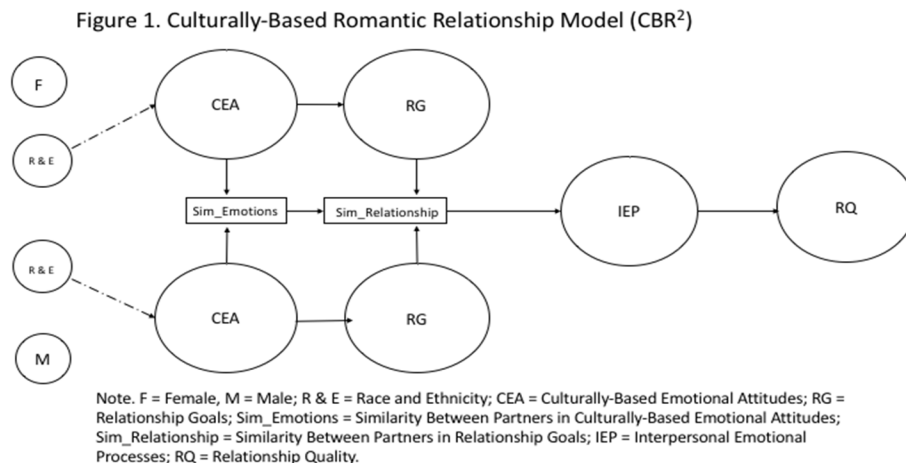 Figure 1. Culturally-Based Romantic Relationship Model (CBR²)
F
CEA
RG
R & E
Sim_Emotions
Sim_Relationship
IEP
RQ
R & E
CEA
RG
M
Note. F = Female, M = Male; R & E = Race and Ethnicity; CEA = Culturally-Based Emotional Attitudes; RG =
Relationship Goals; Sim_Emotions = Similarity Between Partners in Culturally-Based Emotional Attitudes;
Sim_Relationship = Similarity Between Partners in Relationship Goals; IEP = Interpersonal Emotional
Processes; RQ = Relationship Quality.